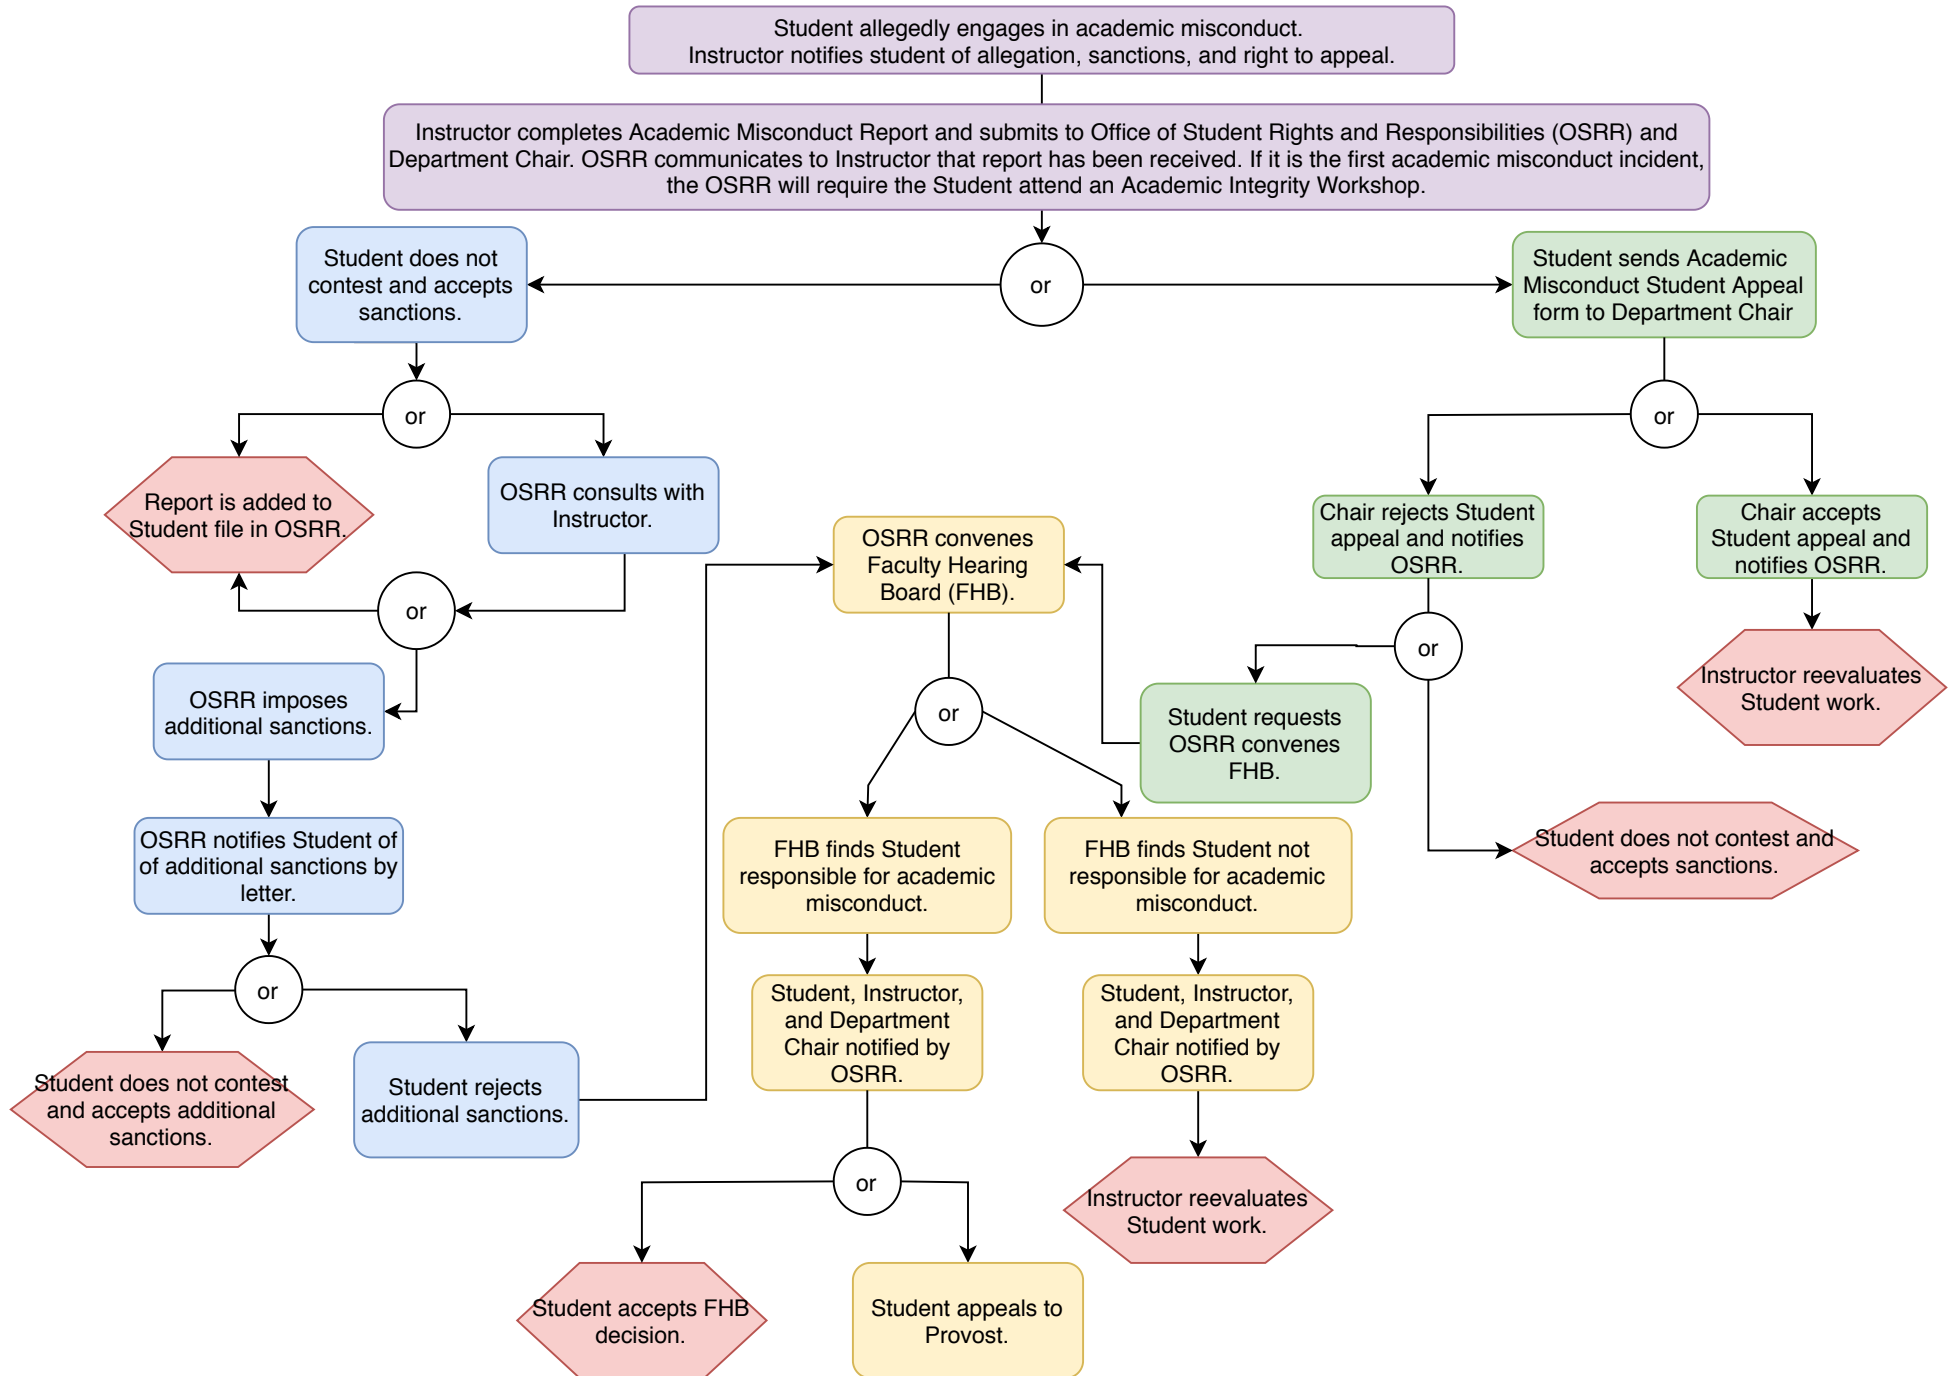 Student allegedly engages in academic misconduct.
Instructor notifies student of allegation, sanctions, and right to appeal.
Instructor completes Academic Misconduct Report and submits to Office of Student Rights and Responsibilities (OSRR) and
Department Chair. OSRR communicates to Instructor that report has been received. If it is the first academic misconduct incident,
the OSRR will require the Student attend an Academic Integrity Workshop.
or
Student does not
contest and accepts
sanctions.
Student sends Academic
Misconduct Student Appeal
form to Department Chair
or
or
Report is added to
Student file in OSRR.
OSRR consults with
Instructor.
OSRR convenes
Faculty Hearing
Board (FHB).
Chair rejects Student
appeal and notifies
OSRR.
Chair accepts
Student appeal and
notifies OSRR.
or
or
OSRR imposes
additional sanctions.
or
Student requests
OSRR convenes
FHB.
Instructor reevaluates
Student work.
OSRR notifies Student of
of additional sanctions by
letter.
FHB finds Student
responsible for academic
misconduct.
FHB finds Student not
responsible for academic
misconduct.
Student does not contest and
accepts sanctions.
or
Student, Instructor,
and Department
Chair notified by
OSRR.
Student, Instructor,
and Department
Chair notified by
OSRR.
Student does not contest
and accepts additional
sanctions.
Student rejects
additional sanctions.
or
Instructor reevaluates
Student work.
Student accepts FHB
decision.
Student appeals to
Provost.